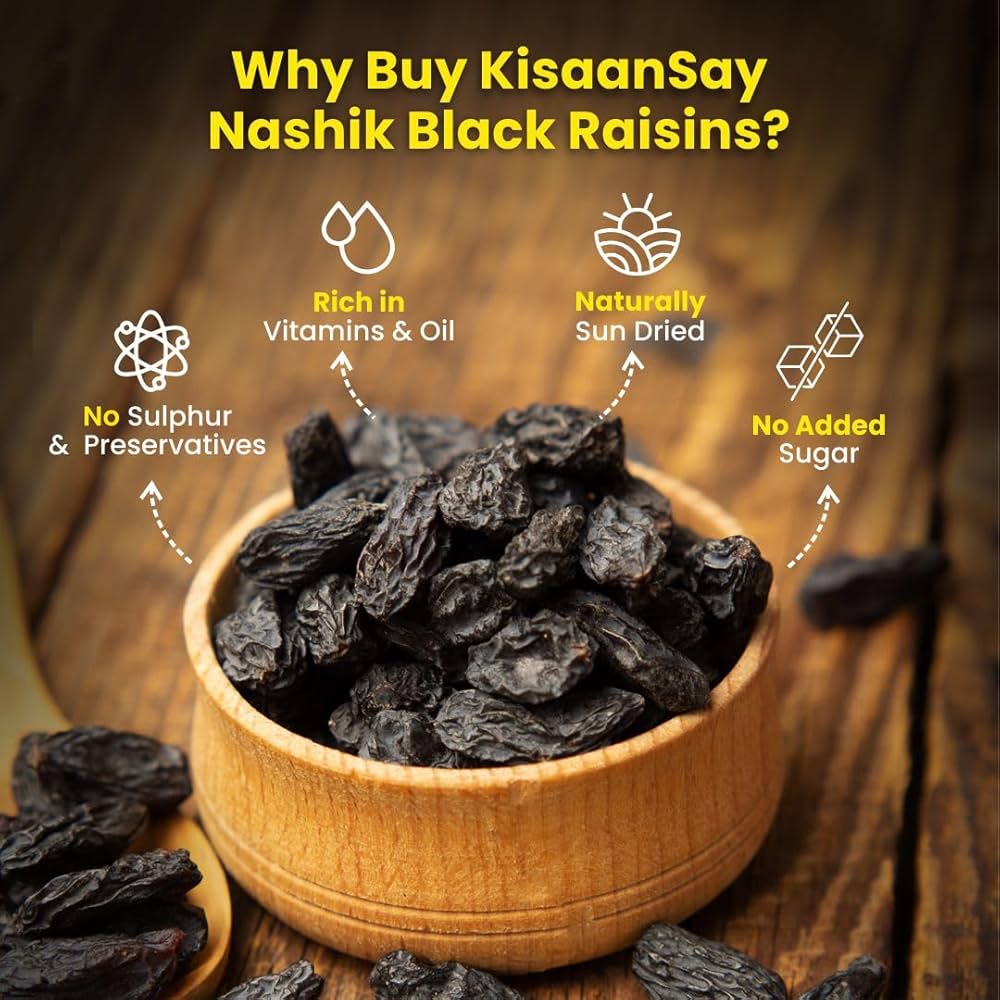 Why Buy KisaanSay
Nashik Black Raisins?
Rich in
Vitamins & Oil
Naturally
Sun Dried
No Sulphur
& Preservatives
No Added
Sugar